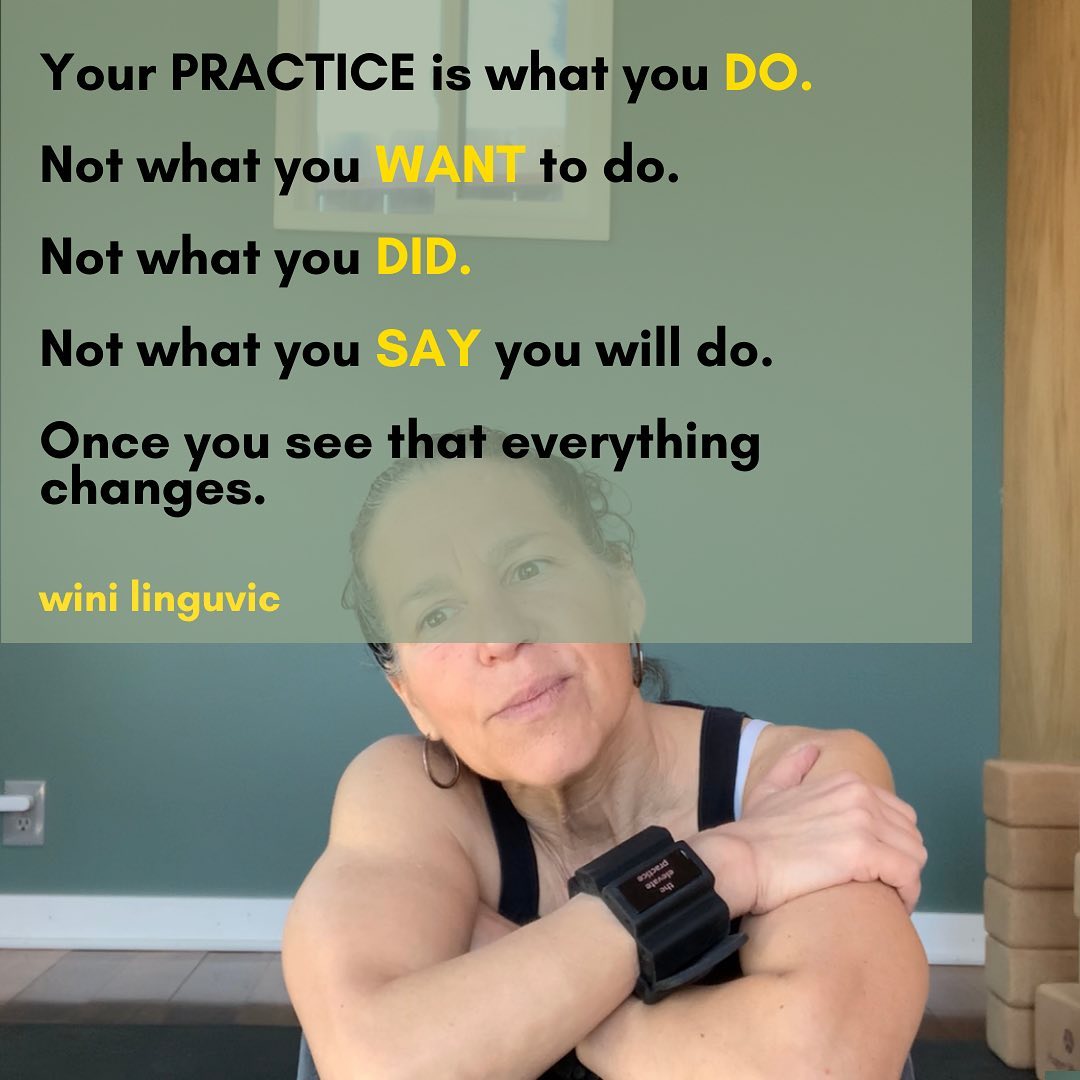 Your PRACTICE is what you DO.
Not what you WANT to do.
Not what you DID.
Not what you SAY you will do.
Once you see that everything
changes.
wini linguvic
the
elevate
practice